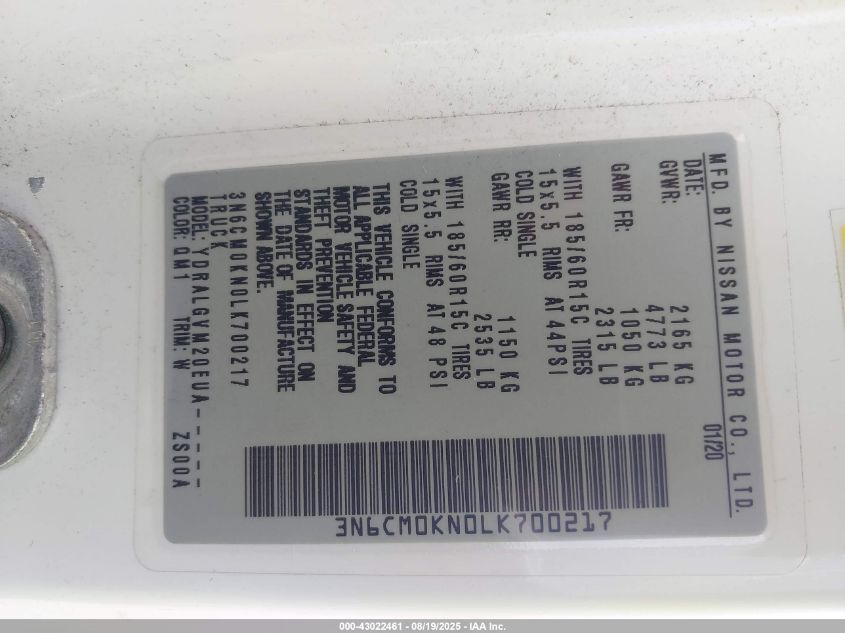 MFD. BY NISSAN MOTOR CO., LTD.
DATE: 01/20
GVWR: 2165 KG
4773 LB
GAWR FR: 1050 KG
2315 LB
WITH 185/60R15C TIRES
15x5.5 RIMS AT 44PSI
COLD SINGLE
GAWR RR: 1150 KG
2535 LB
WITH 185/60R15C TIRES
15x5.5 RIMS AT 48 PSI
COLD SINGLE
THIS VEHICLE CONFORMS TO
ALL APPLICABLE FEDERAL
MOTOR VEHICLE SAFETY AND
THEFT PREVENTION
STANDARDS IN EFFECT ON
THE DATE OF MANUFACTURE
SHOWN ABOVE.
3N6CM0KN0LK700217
TRUCK
MODEL: YDRALGVM20EUA-----
COLOR: QM1 TRIM: W ZS00A
3N6CM0KN0LK700217
000-43022461 - 08/19/2025 - IAA Inc.